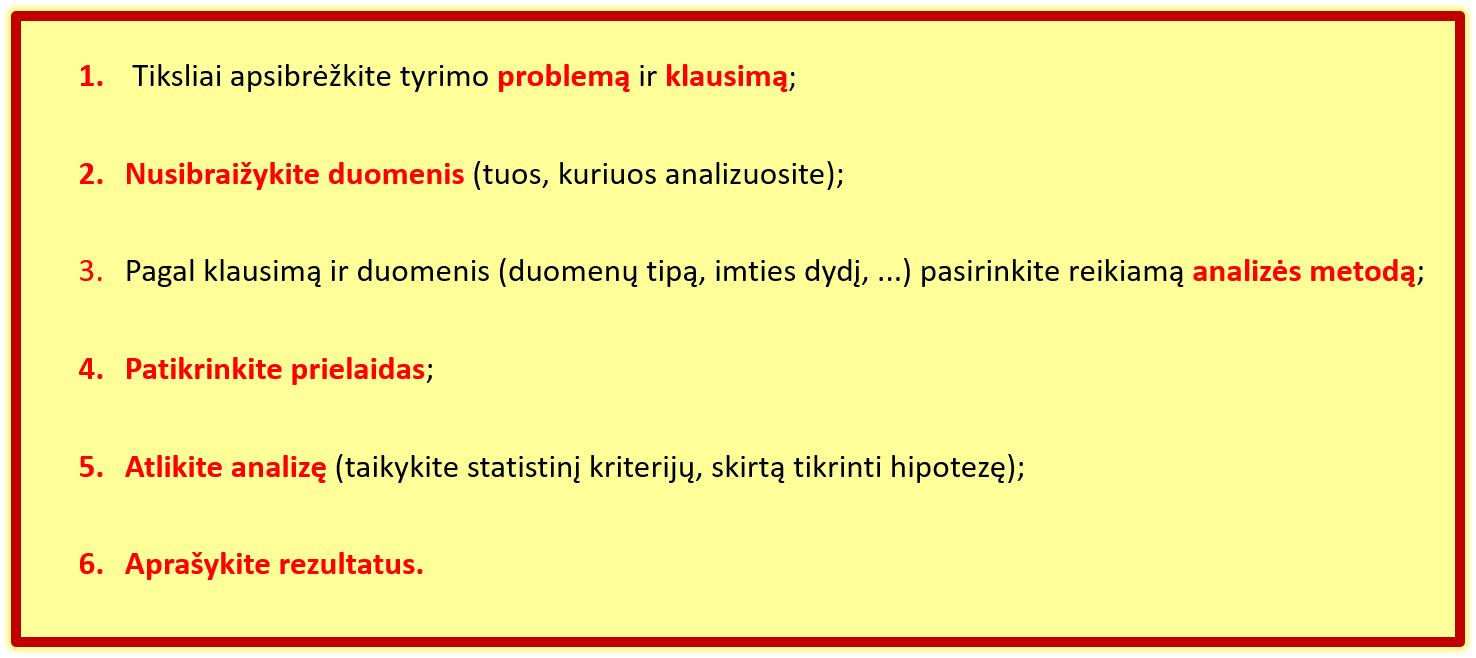 1. Tiksliai apsibrėžkite tyrimo problemą ir klausimą;
2. Nusibraižykite duomenis (tuos, kuriuos analizuosite);
3. Pagal klausimą ir duomenis (duomenų tipą, imties dydį, ...) pasirinkite reikiamą analizės metodą;
4. Patikrinkite prielaidas;
5. Atlikite analizę (taikykite statistinį kriterijų, skirtą tikrinti hipotezę);
6. Aprašykite rezultatus.